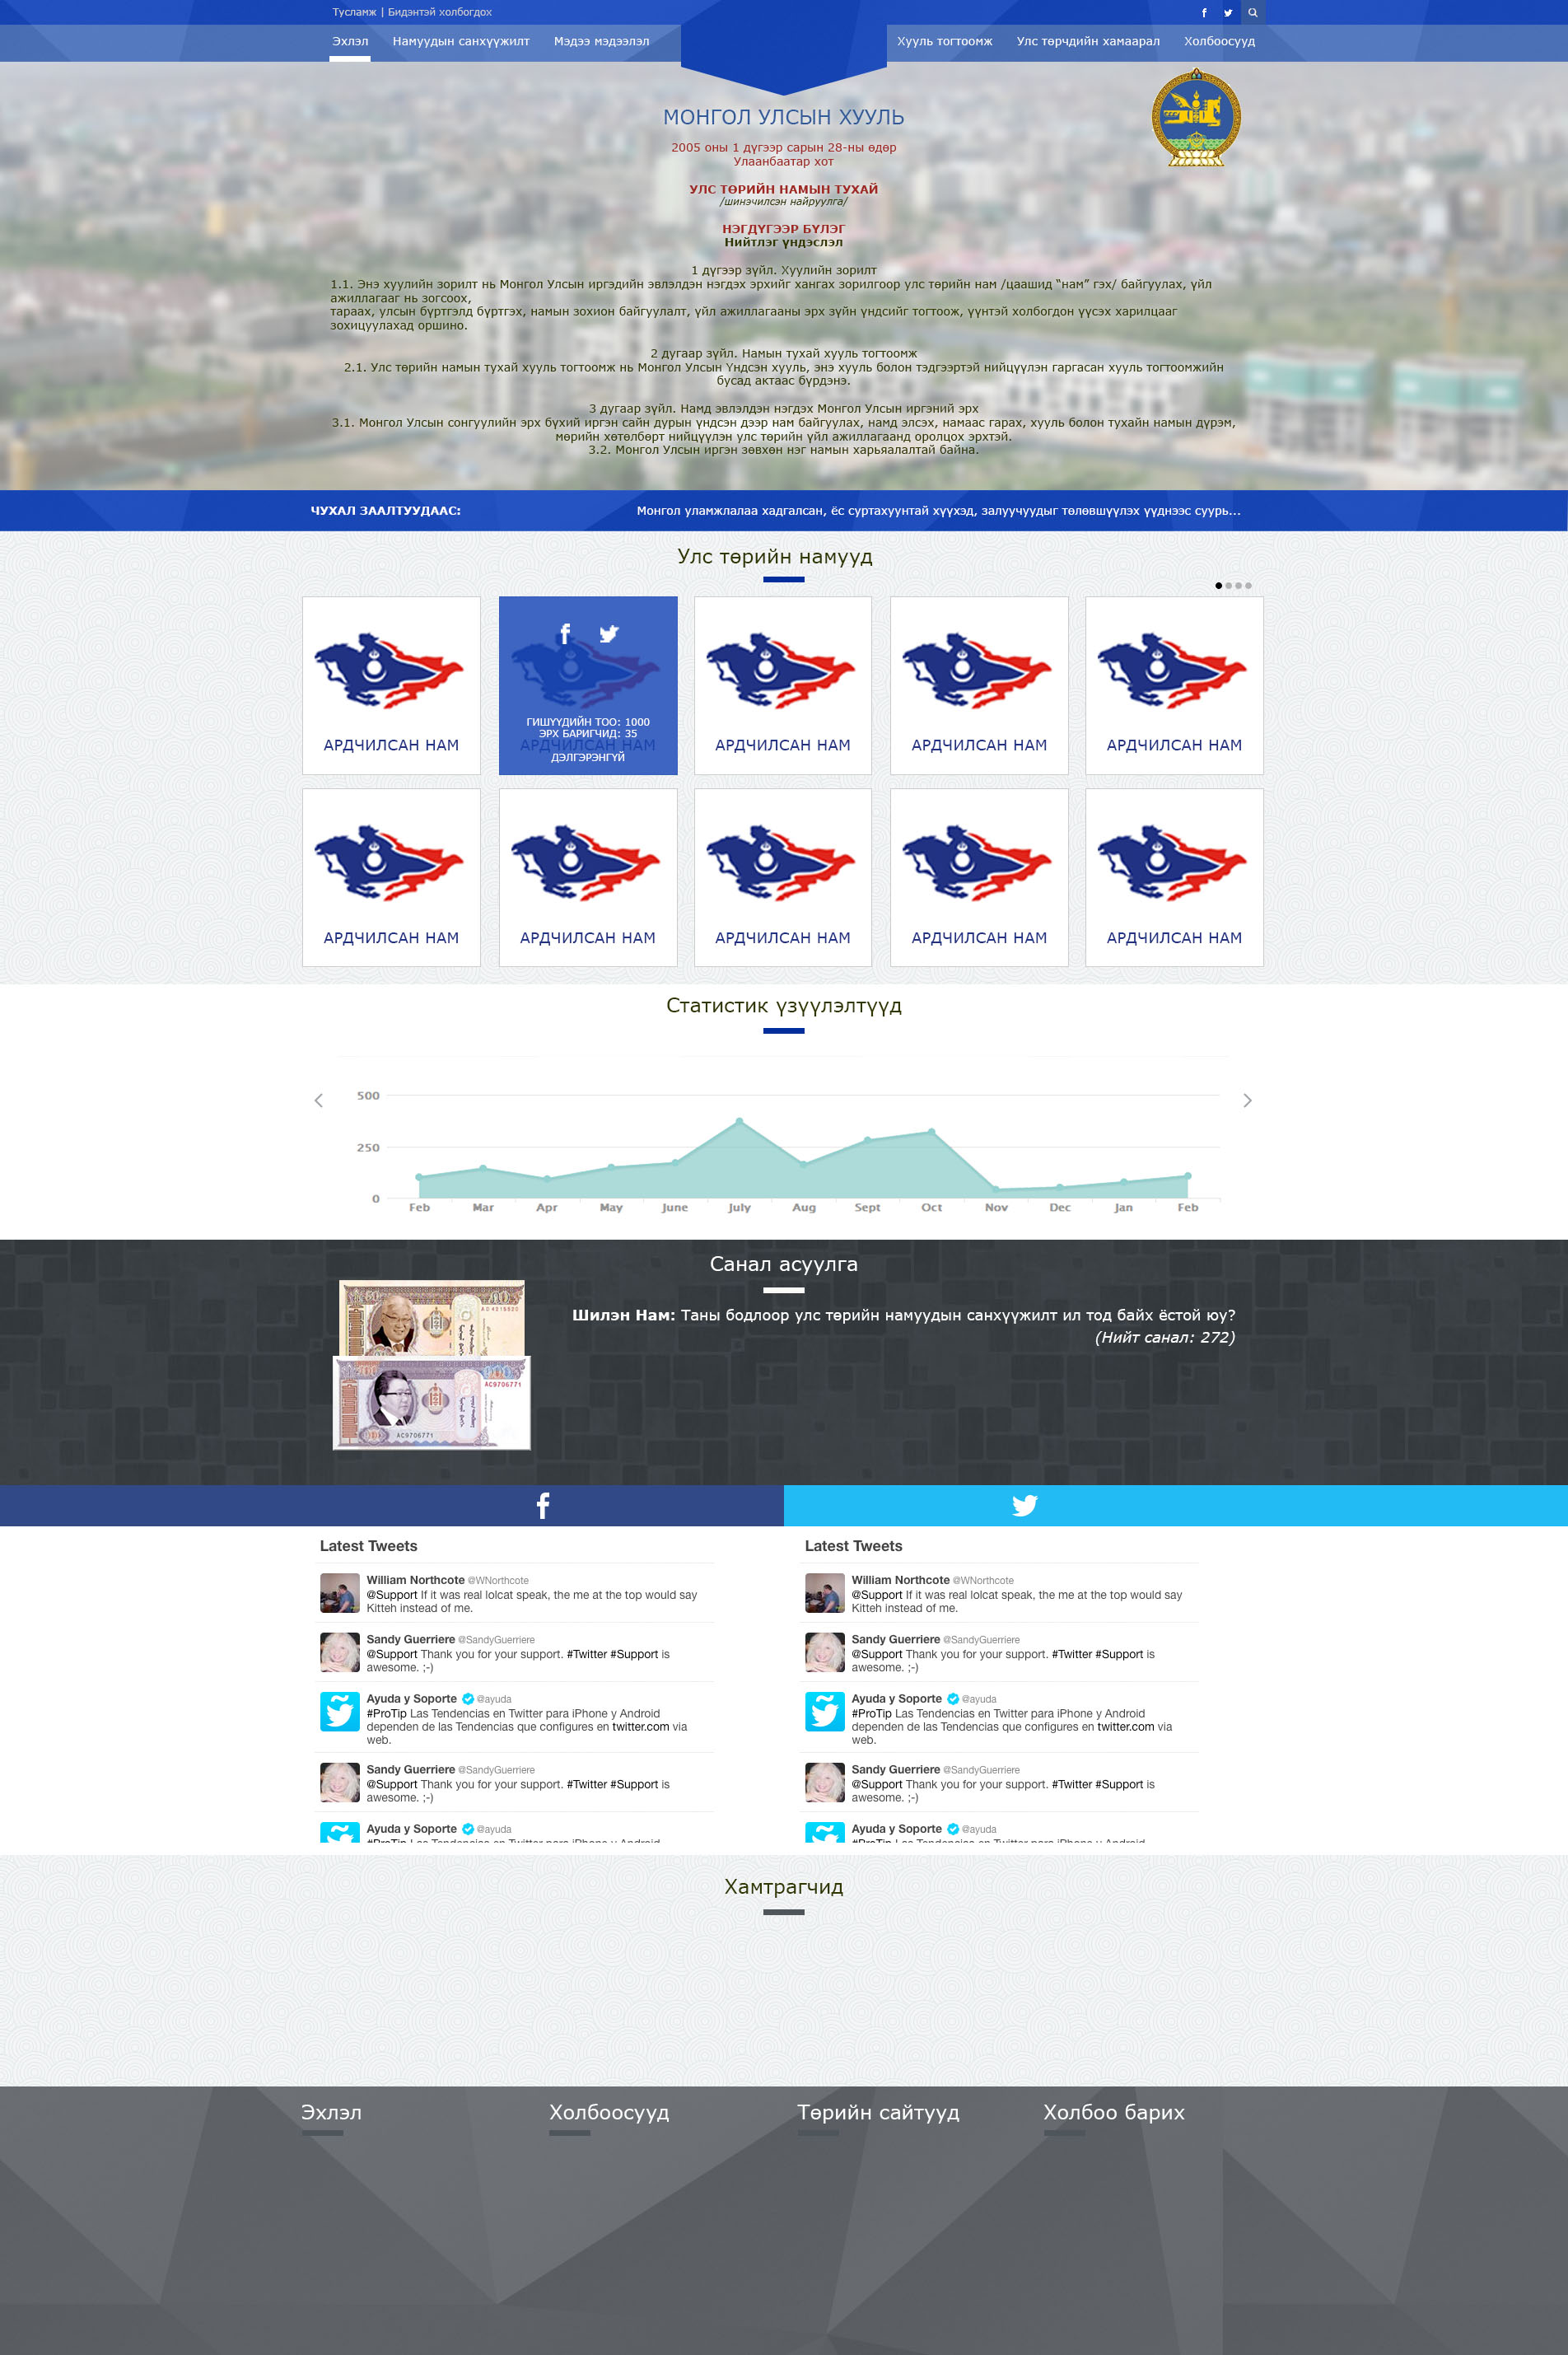 Тусламж | Бидэнтэй холбогдох
Эхлэл Намуудын санхүүжилт Мэдээ мэдээлэл Хууль тогтоомж Улс төрчдийн хамаарал Холбоосууд
МОНГОЛ УЛСЫН ХУУЛЬ
2005 оны 1 дүгээр сарын 28-ны өдөр
Улаанбаатар хот
УЛС ТӨРИЙН НАМЫН ТУХАЙ
/шинэчилсэн найруулга/
НЭГДҮГЭЭР БҮЛЭГ
Нийтлэг үндэслэл
1 дүгээр зүйл. Хуулийн зорилт
1.1. Энэ хуулийн зорилт нь Монгол Улсын иргэдийн эвлэлдэн нэгдэх эрхийг хангах зорилгоор улс төрийн нам /цаашид “нам” гэх/ байгуулах, үйл
ажиллагааг нь зогсоох,
тараах, улсын бүртгэлд бүртгэх, намын зохион байгуулалт, үйл ажиллагааны эрх зүйн үндсийг тогтоож, үүнтэй холбогдон үүсэх харилцааг
зохицуулахад оршино.
2 дугаар зүйл. Намын тухай хууль тогтоомж
2.1. Улс төрийн намын тухай хууль тогтоомж нь Монгол Улсын Үндсэн хууль, энэ хууль болон тэдгээртэй нийцүүлэн гаргасан хууль тогтоомжийн
бусад актаас бүрдэнэ.
3 дугаар зүйл. Намд эвлэлдэн нэгдэх Монгол Улсын иргэний эрх
3.1. Монгол Улсын сонгуулийн эрх бүхий иргэн сайн дурын үндсэн дээр нам байгуулах, намд элсэх, намаас гарах, хууль болон тухайн намын дүрэм,
мөрийн хөтөлбөрт нийцүүлэн улс төрийн үйл ажиллагаанд оролцох эрхтэй.
3.2. Монгол Улсын иргэн зөвхөн нэг намын харьяалалтай байна.
ЧУХАЛ ЗААЛТУУДААС: Монгол уламжлалаа хадгалсан, ёс суртахуунтай хүүхэд, залуучуудыг төлөвшүүлэх үүднээс суурь...
Улс төрийн намууд
ГИШҮҮДИЙН ТОО: 1000
ЭРХ БАРИГЧИД: 35
АРДЧИЛСАН НАМ АРДЧИЛСАН НАМ АРДЧИЛСАН НАМ АРДЧИЛСАН НАМ АРДЧИЛСАН НАМ
ДЭЛГЭРЭНГҮЙ
АРДЧИЛСАН НАМ АРДЧИЛСАН НАМ АРДЧИЛСАН НАМ АРДЧИЛСАН НАМ АРДЧИЛСАН НАМ
Статистик үзүүлэлтүүд
500
250
0
Feb Mar Apr May June July Aug Sept Oct Nov Dec Jan Feb
Санал асуулга
Шилэн Нам: Таны бодлоор улс төрийн намуудын санхүүжилт ил тод байх ёстой юу?
(Нийт санал: 272)
AC9706771
AC9706771
Latest Tweets
William Northcote @WNorthcote
@Support If it was real lolcat speak, the me at the top would say
Kitteh instead of me.
Sandy Guerriere @SandyGuerriere
@Support Thank you for your support. #Twitter #Support is
awesome. ;-)
Ayuda y Soporte @ayuda
#ProTip Las Tendencias en Twitter para iPhone y Android
dependen de las Tendencias que configures en twitter.com via
web.
Sandy Guerriere @SandyGuerriere
@Support Thank you for your support. #Twitter #Support is
awesome. ;-)
Ayuda y Soporte @ayuda
#ProTip Las Tendencias en Twitter para iPhone y Android
Latest Tweets
William Northcote @WNorthcote
@Support If it was real lolcat speak, the me at the top would say
Kitteh instead of me.
Sandy Guerriere @SandyGuerriere
@Support Thank you for your support. #Twitter #Support is
awesome. ;-)
Ayuda y Soporte @ayuda
#ProTip Las Tendencias en Twitter para iPhone y Android
dependen de las Tendencias que configures en twitter.com via
web.
Sandy Guerriere @SandyGuerriere
@Support Thank you for your support. #Twitter #Support is
awesome. ;-)
Ayuda y Soporte @ayuda
#ProTip Las Tendencias en Twitter para iPhone y Android
Хамтрагчид
Эхлэл Холбоосууд Төрийн сайтууд Холбоо барих